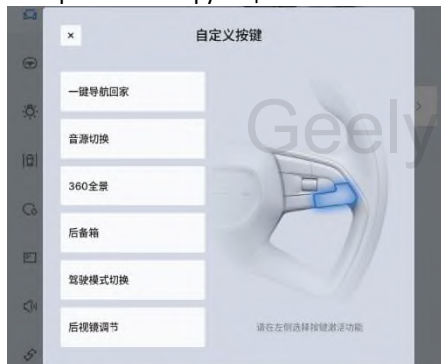 自定义按键
一键导航回家
音源切换
360全景
后备箱
驾驶模式切换
后视镜调节
Geely
请在左侧选择按键激活功能